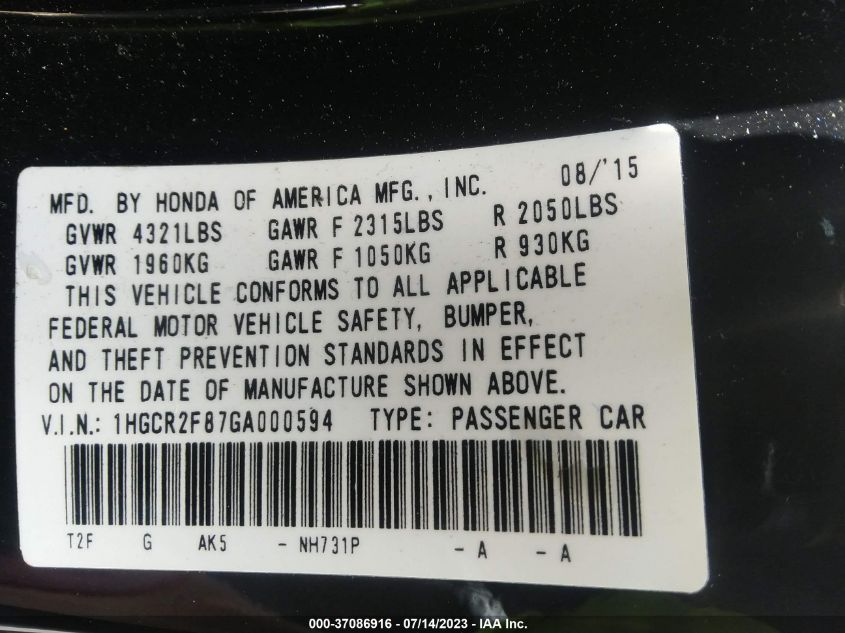 MFD. BY HONDA OF AMERICA MFG., INC. 08/'15
GVWR 4321LBS GAWR F 2315LBS R 2050LBS
GVWR 1960KG GAWR F 1050KG R 930KG
THIS VEHICLE CONFORMS TO ALL APPLICABLE
FEDERAL MOTOR VEHICLE SAFETY, BUMPER,
AND THEFT PREVENTION STANDARDS IN EFFECT
ON THE DATE OF MANUFACTURE SHOWN ABOVE.
V.I.N.: 1HGCR2F87GA000594 TYPE: PASSENGER CAR
T2F G AK5 - NH731P - A - A
000-37086916 - 07/14/2023 - IAA Inc.